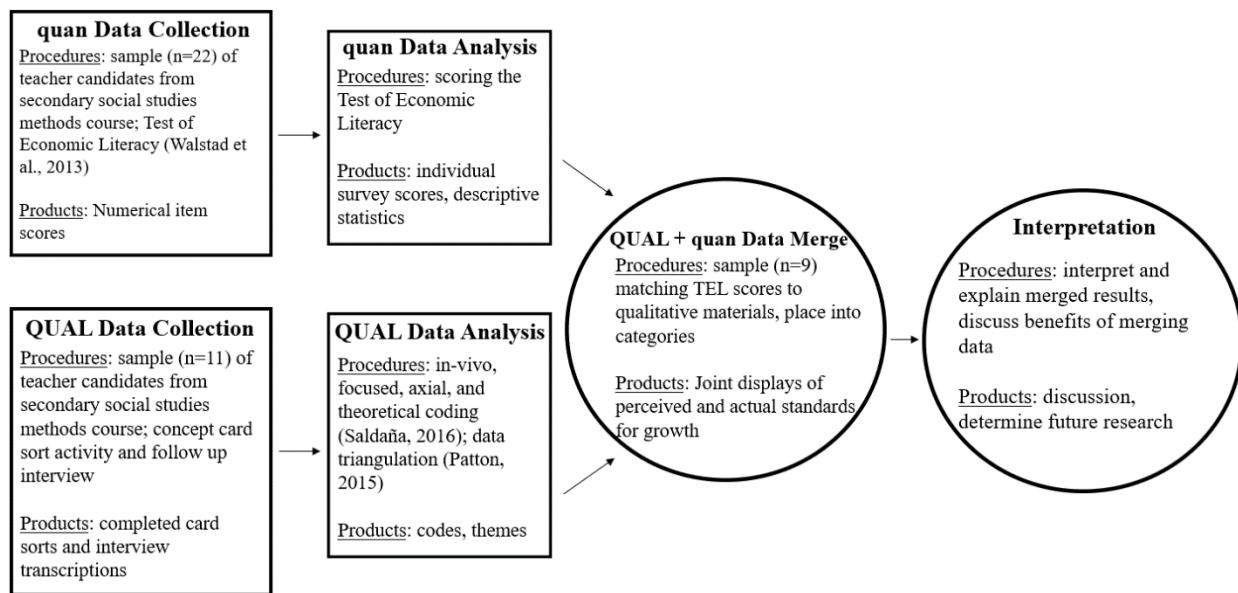 quan Data Collection
Procedures: sample (n=22) of
teacher candidates from
secondary social studies
methods course; Test of
Economic Literacy (Walstad
et al., 2013)
Products: Numerical item
scores
quan Data Analysis
Procedures: scoring the
Test of Economic
Literacy
Products: individual
survey scores, descriptive
statistics
QUAL Data Collection
Procedures: sample (n=11) of
teacher candidates from
secondary social studies
methods course; concept card
sort activity and follow up
interview
Products: completed card
sorts and interview
transcriptions
QUAL Data Analysis
Procedures: in-vivo,
focused, axial, and
theoretical coding
(Saldaña, 2016); data
triangulation (Patton,
2015)
Products: codes, themes
QUAL + quan Data Merge
Procedures: sample (n=9)
matching TEL scores to
qualitative materials, place into
categories
Products: Joint displays of
perceived and actual standards
for growth
Interpretation
Procedures: interpret and
explain merged results,
discuss benefits of merging
data
Products: discussion,
determine future research